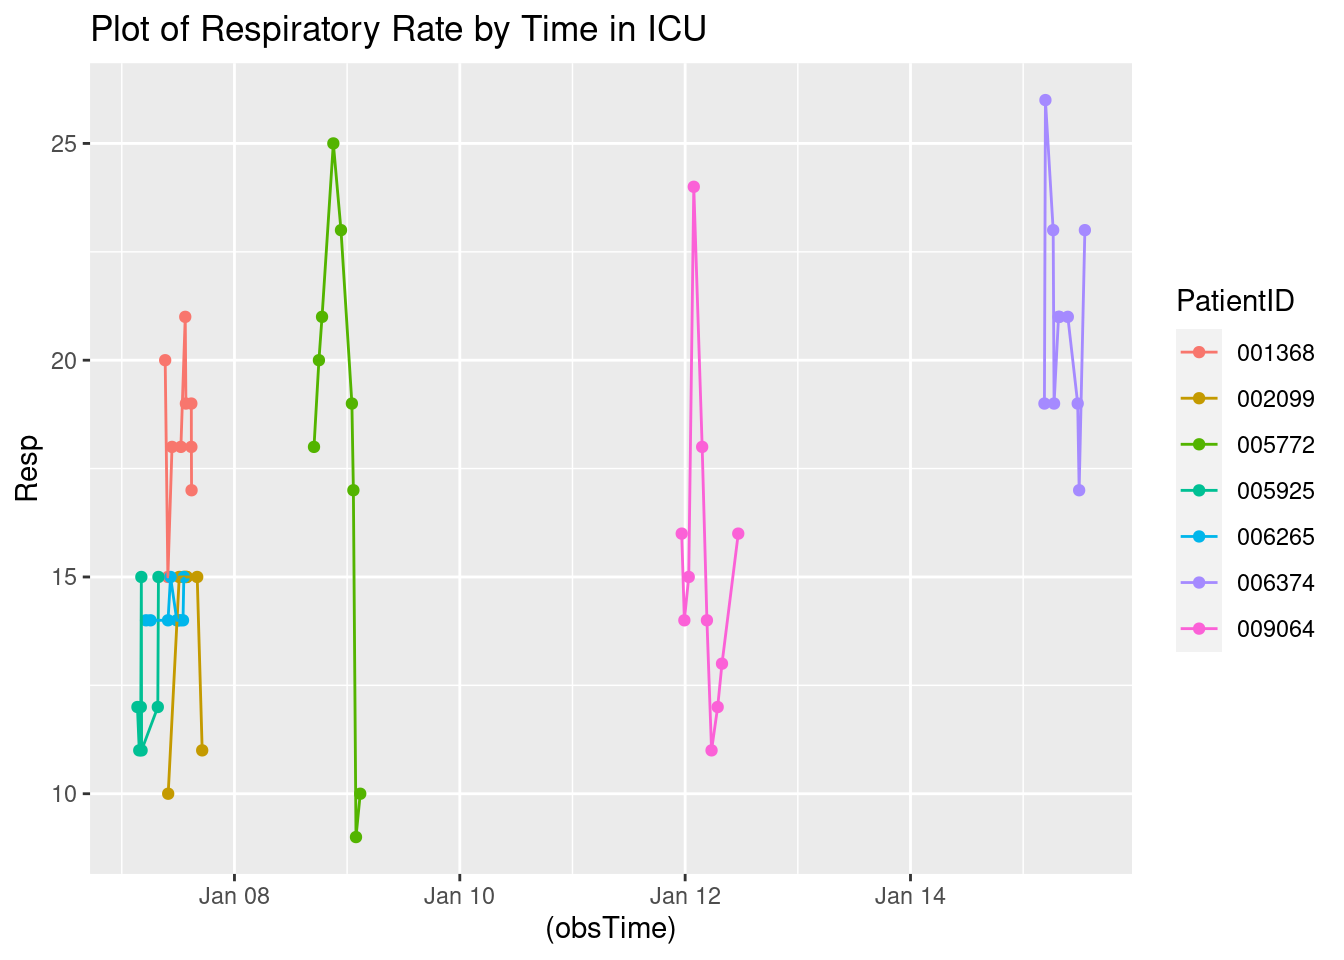 Plot of Respiratory Rate by Time in ICU
25
20
15
10
Resp
Jan 08
Jan 10
Jan 12
Jan 14
(obsTime)
PatientID
001368
002099
005772
005925
006265
006374
009064